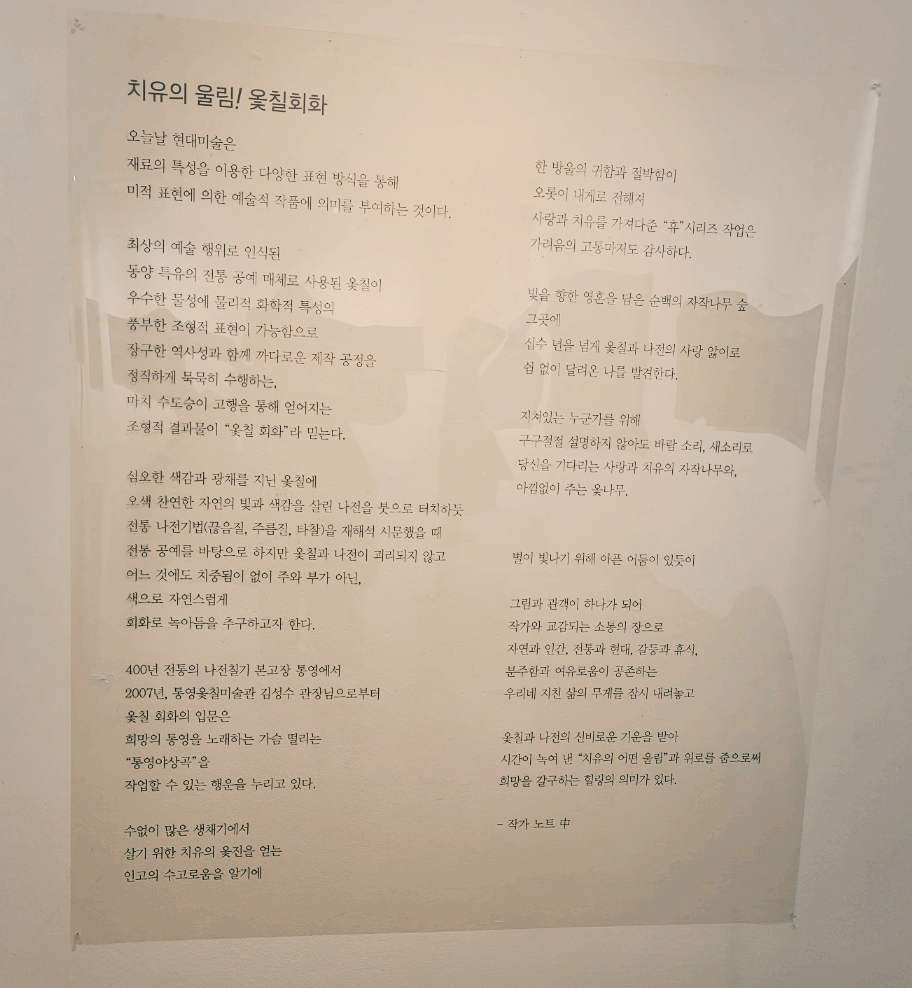 치유의 울림! 옻칠회화
오늘날 현대미술은
재료의 특성을 이용한 다양한 표현 방식을 통해
미적 표현에 의한 예술적 작품에 의미를 부여하는 것이다.
최상의 예술 행위로 인식된
동양 특유의 전통 공예 매체로 사용된 옻칠이
우수한 물성에 물리적 화학적 특성의
풍부한 조형적 표현이 가능함으로
장구한 역사성과 함께 까다로운 제작 공정을
정직하게 묵묵히 수행하는,
마치 수도승이 고행을 통해 얻어지는
조형적 결과물이 “옻칠 회화”라 믿는다.
심오한 색감과 광채를 지닌 옻칠에
오색 찬연한 자연의 빛과 색감을 살린 나전을 붓으로 터치하듯
전통 나전기법(끊음질, 주름질, 타찰)을 재해석 시문했을 때
전통 공예를 바탕으로 하지만 옻칠과 나전이 괴리되지 않고
어느 것에도 치중됨이 없이 주와 부가 아닌,
색으로 자연스럽게
회화로 녹아듬을 추구하고자 한다.
400년 전통의 나전칠기 본고장 통영에서
2007년, 통영옻칠미술관 김성수 관장님으로부터
옻칠 회화의 입문은
희망의 통영을 노래하는 가슴 떨리는
“통영야상곡”을
작업할 수 있는 행운을 누리고 있다.
수없이 많은 생채기에서
살기 위한 치유의 옻진을 얻는
인고의 수고로움을 알기에
한 방울의 귀함과 질박함이
오롯이 내게로 전해져
사랑과 치유를 가져다준 “휴”시리즈 작업은
가려움의 고통마저도 감사하다.
빛을 향한 영혼을 담은 순백의 자작나무 숲
그곳에
십수 년을 넘게 옻칠과 나전의 사랑 앓이로
쉼 없이 달려온 나를 발견한다.
지쳐있는 누군가를 위해
구구절절 설명하지 않아도 바람 소리, 새소리로
당신을 기다리는 사랑과 치유의 자작나무와,
아낌없이 주는 옻나무.
별이 빛나기 위해 아픈 어둠이 있듯이
그림과 관객이 하나가 되어
작가와 교감되는 소통의 장으로
자연과 인간, 전통과 현대, 갈등과 휴식,
분주함과 여유로움이 공존하는
우리네 지친 삶의 무게를 잠시 내려놓고
옻칠과 나전의 신비로운 기운을 받아
시간이 녹여 낸 “치유의 어떤 울림”과 위로를 줌으로써
희망을 갈구하는 힐링의 의미가 있다.
– 작가 노트 中